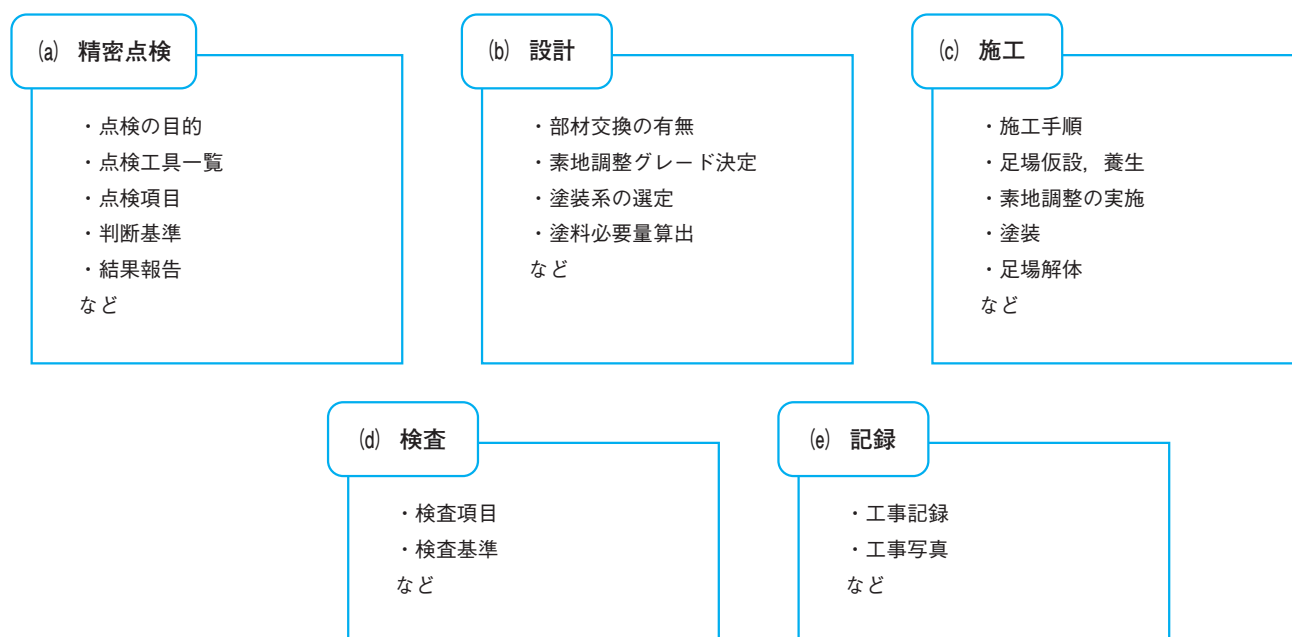 (a) 精密点検
・点検の目的
・点検工具一覧
・点検項目
・判断基準
・結果報告
など
(b) 設計
・部材交換の有無
・素地調整グレード決定
・塗装系の選定
・塗料必要量算出
など
(c) 施工
・施工手順
・足場仮設，養生
・素地調整の実施
・塗装
・足場解体
など
(d) 検査
・検査項目
・検査基準
など
(e) 記録
・工事記録
・工事写真
など